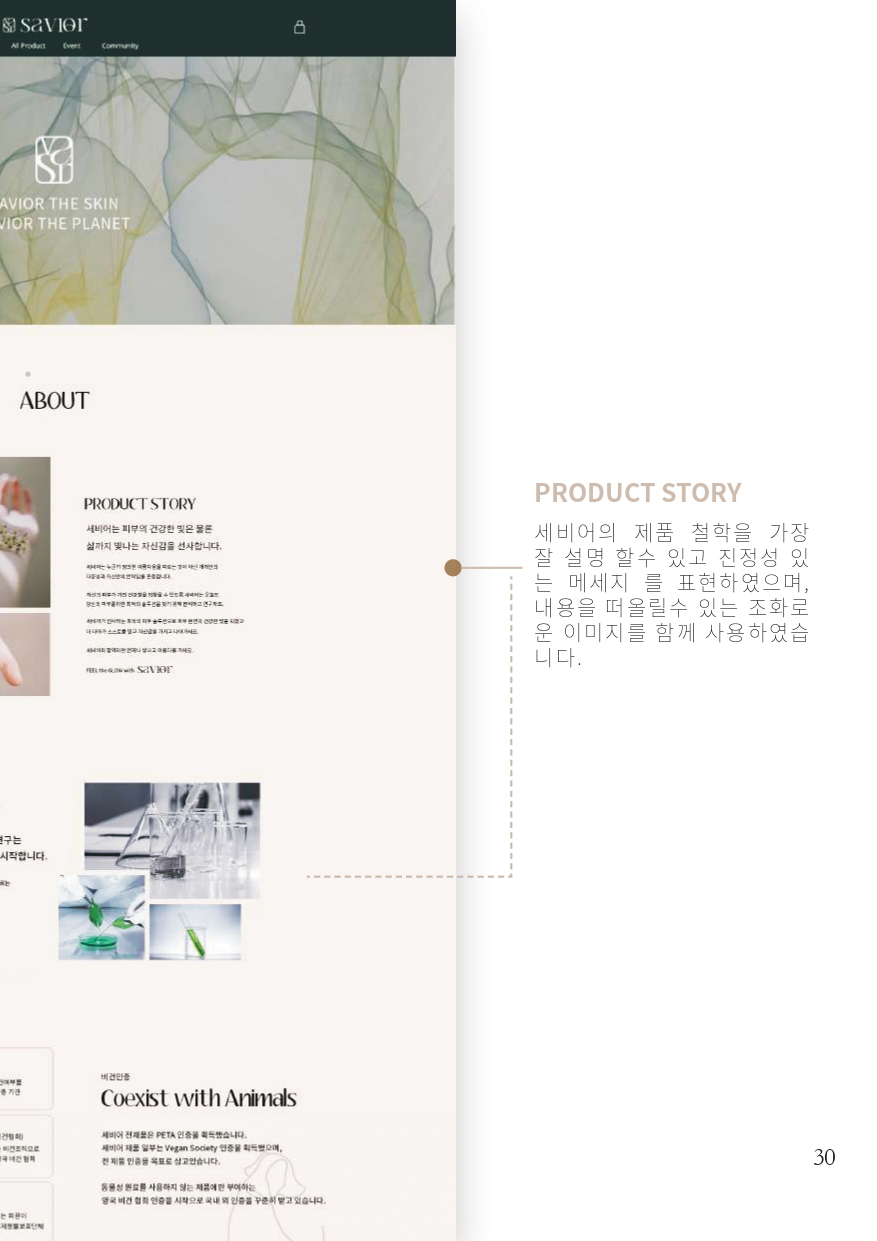 savior
All Product Event Community
AVIOR THE SKIN
VIOR THE PLANET
ABOUT
PRODUCT STORY
세비어는 피부의 건강한 빛은 물론
삶까지 빛나는 자신감을 선사합니다.
FEEL the GLOW with savior
PRODUCT STORY
세비어의 제품 철학을 가장
잘 설명 할수 있고 진정성 있
는 메세지 를 표현하였으며,
내용을 떠올릴수 있는 조화로
운 이미지를 함께 사용하였습
니다.
연구는
시작합니다.
비건인증
Coexist with Animals
세비어 전제품은 PETA 인증을 획득했습니다.
세비어 제품 일부는 Vegan Society 인증을 획득했으며,
전 제품 인증을 목표로 삼고있습니다.
동물성 원료를 사용하지 않는 제품에만 부여하는
영국 비건 협회 인증을 시작으로 국내 외 인증을 꾸준히 받고 있습니다.
30